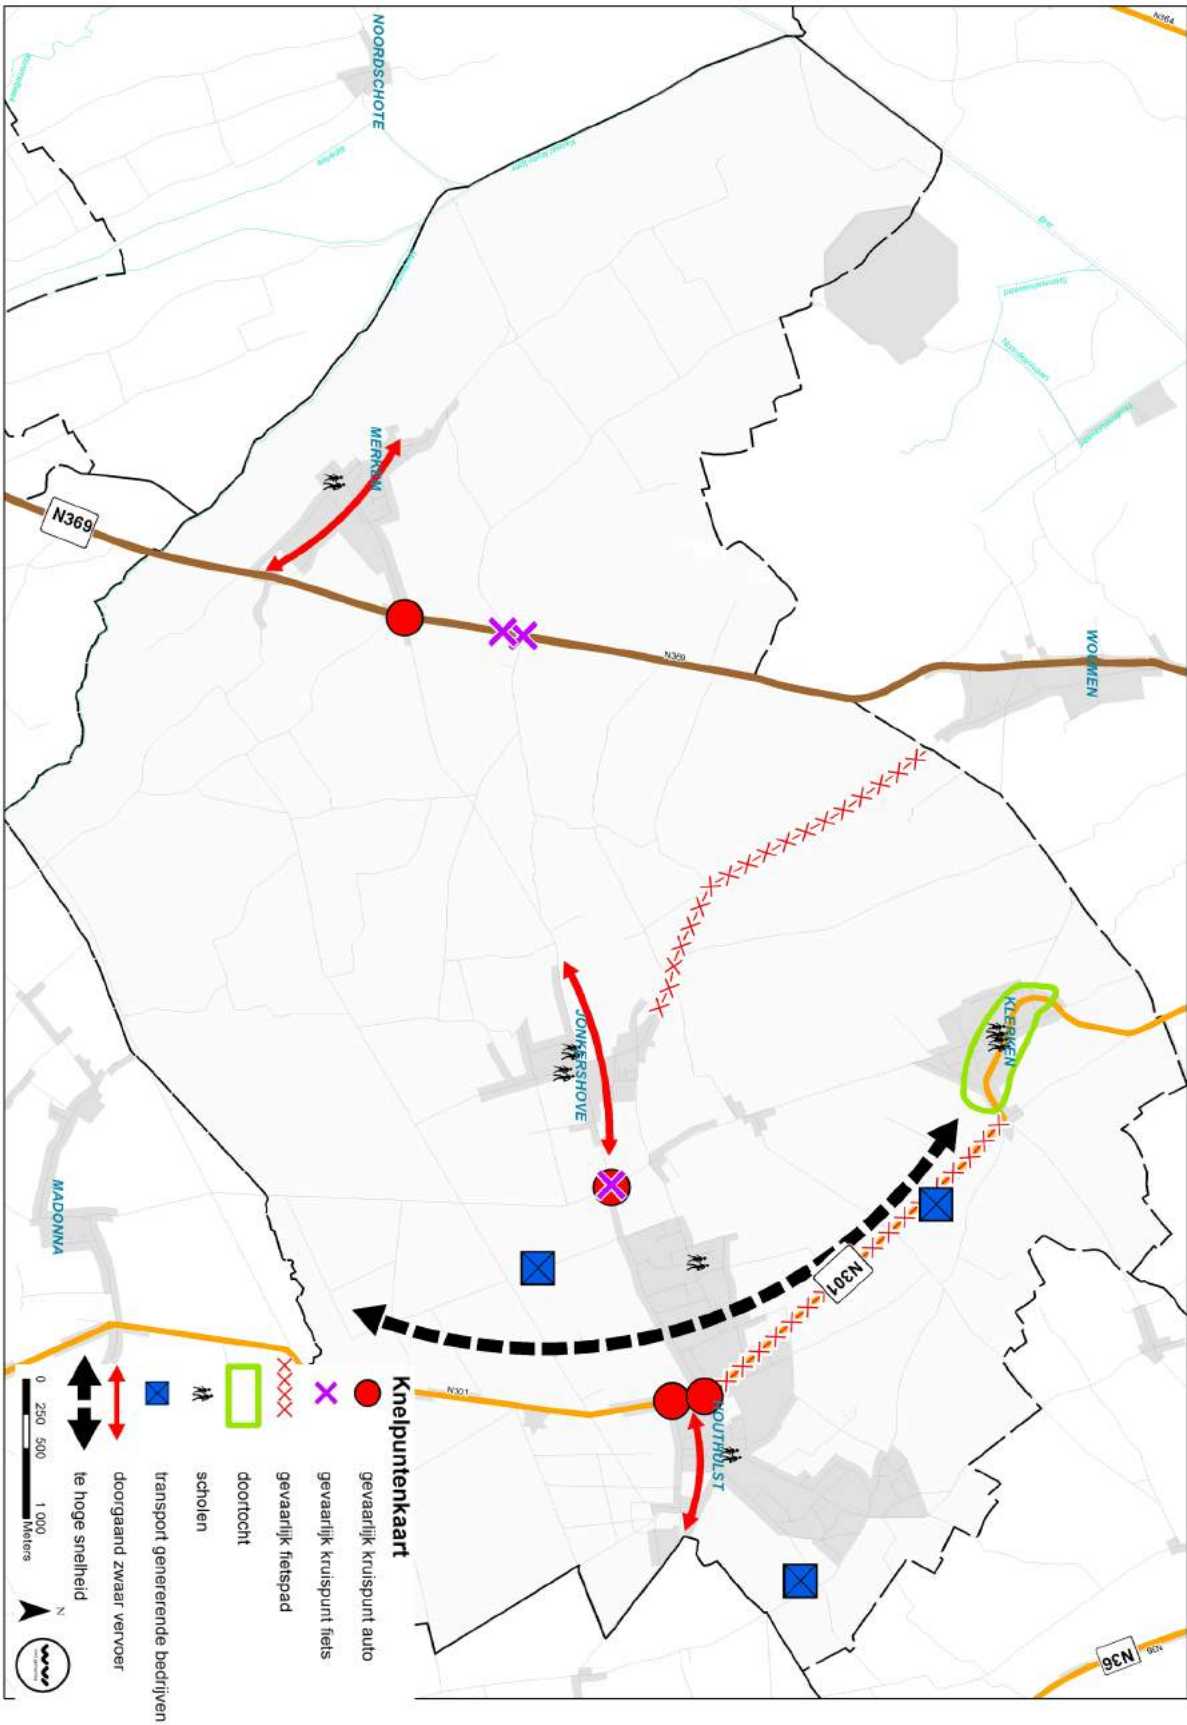 N364
NOORDSCHOTE
MERKEM
N369
N369
WOUMEN
KLERKEN
JONKERSHOVE
MADONNA
N301
HOUTHULST
N301
N36
N36
Knelpuntenkaart
gevaarlijk kruispunt auto
gevaarlijk kruispunt fiets
gevaarlijk fietspad
doortocht
scholen
transport genererende bedrijven
doorgaand zwaar vervoer
te hoge snelheid
0 250 500 1 000
Meters
N